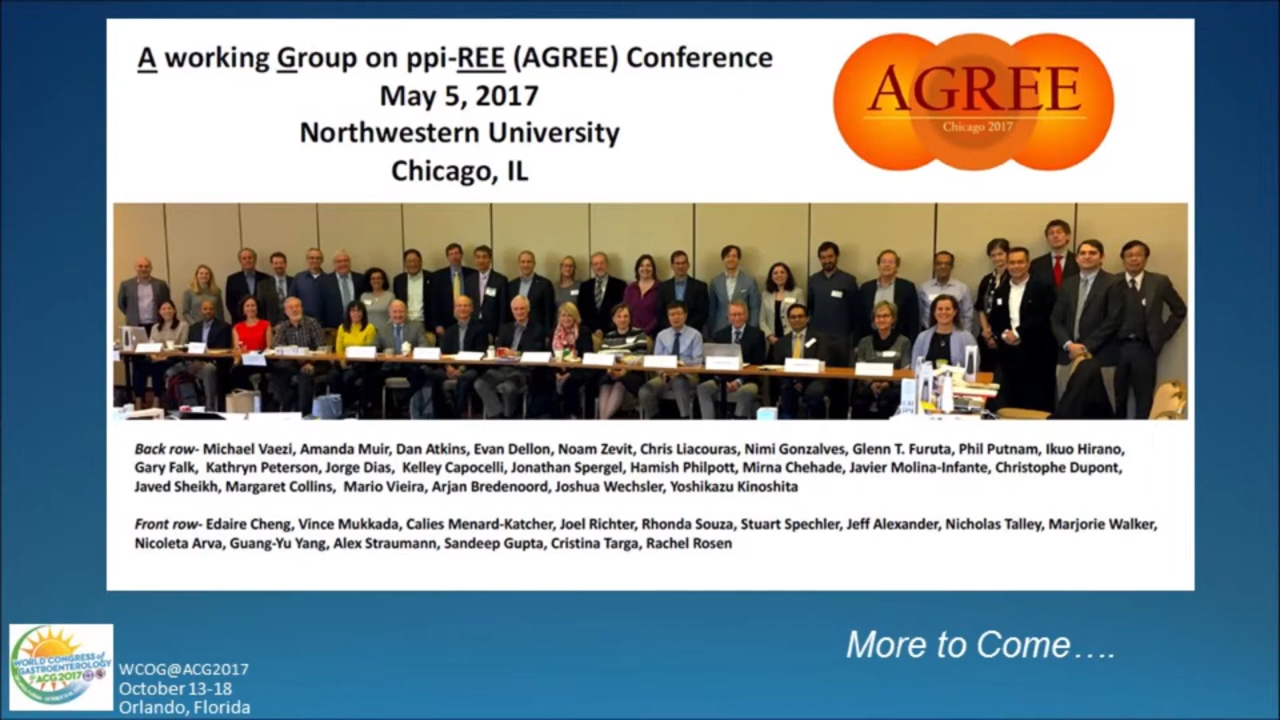 A working Group on ppi-REE (AGREE) Conference
May 5, 2017
Northwestern University
Chicago, IL
AGREE
Chicago 2017
Back row- Michael Vaezi, Amanda Muir, Dan Atkins, Evan Dellon, Noam Zevit, Chris Liacouras, Nimi Gonzalves, Glenn T. Furuta, Phil Putnam, Ikuo Hirano,
Gary Falk, Kathryn Peterson, Jorge Dias, Kelley Capocelli, Jonathan Spergel, Hamish Philpott, Mirna Chehade, Javier Molina-Infante, Christophe Dupont,
Javed Sheikh, Margaret Collins, Mario Vieira, Arjan Bredenoord, Joshua Wechsler, Yoshikazu Kinoshita
Front row- Edaire Cheng, Vince Mukkada, Calies Menard-Katcher, Joel Richter, Rhonda Souza, Stuart Spechler, Jeff Alexander, Nicholas Talley, Marjorie Walker,
Nicoleta Arva, Guang-Yu Yang, Alex Straumann, Sandeep Gupta, Cristina Targa, Rachel Rosen
More to Come....
WORLD CONGRESS of
GASTROENTEROLOGY
ACG2017
WCOG@ACG2017
October 13-18
Orlando, Florida